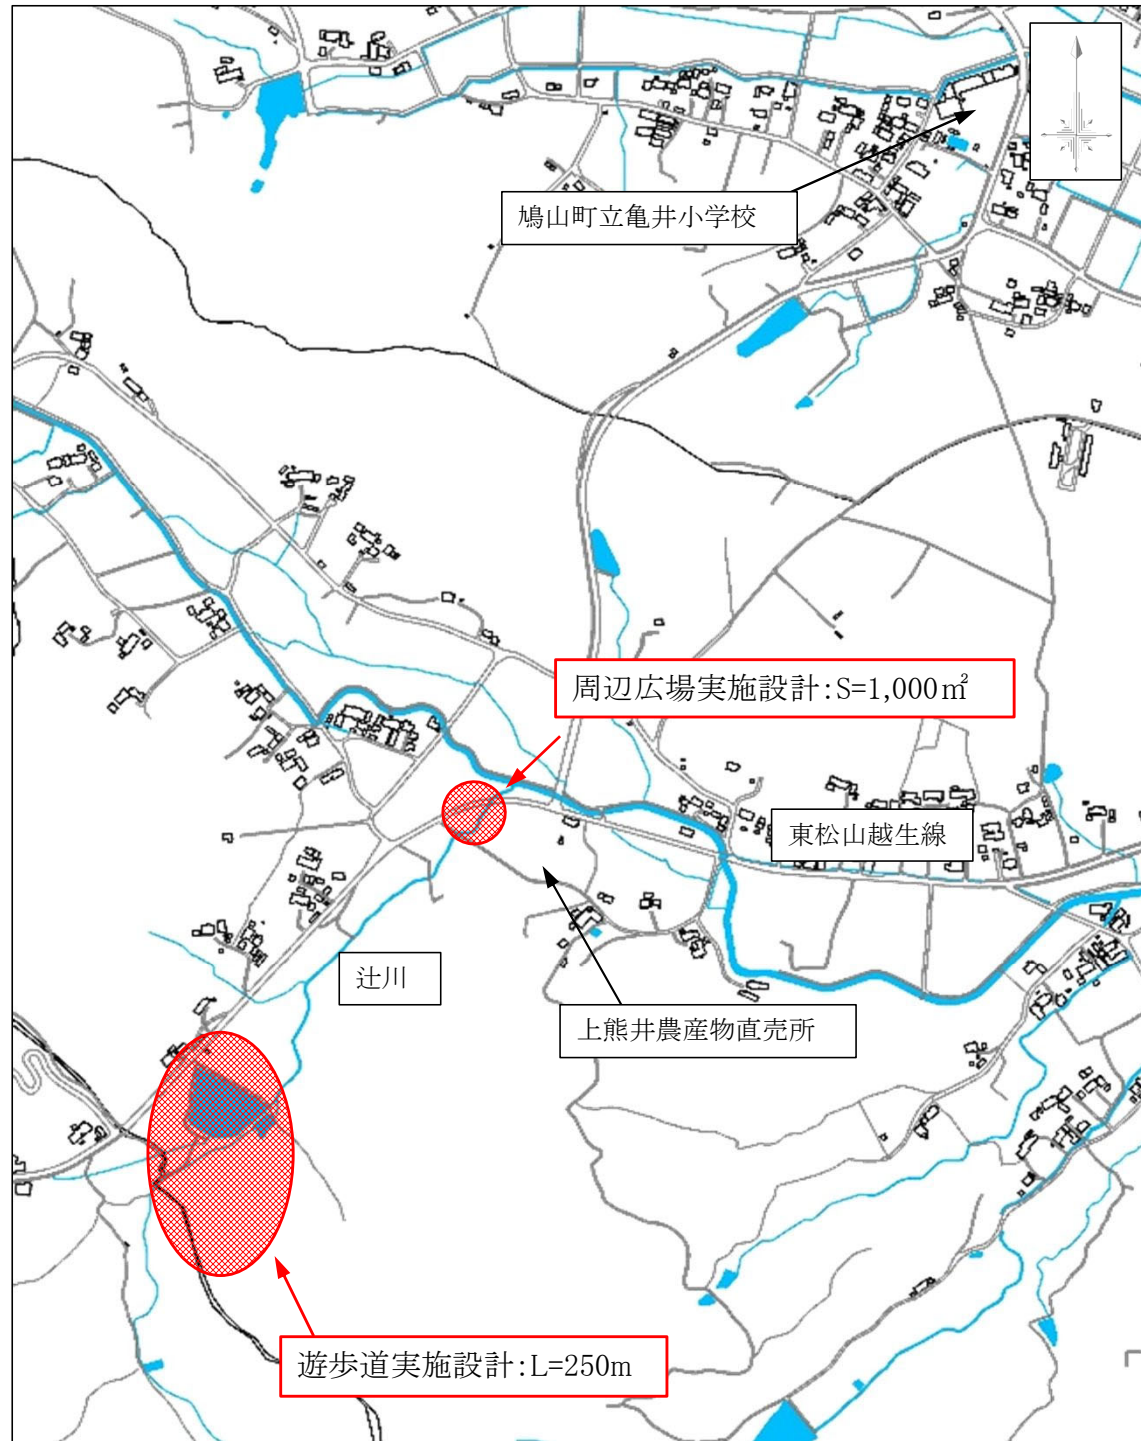 鳩山町立亀井小学校
周辺広場実施設計:S=1,000㎡
東松山越生線
辻川
上熊井農産物直売所
遊歩道実施設計:L=250m